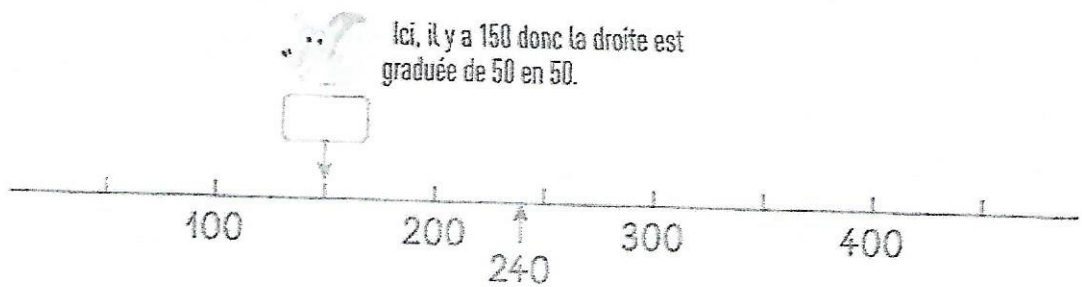 Ici, il y a 150 donc la droite est
graduée de 50 en 50.
100 200 300 400
240